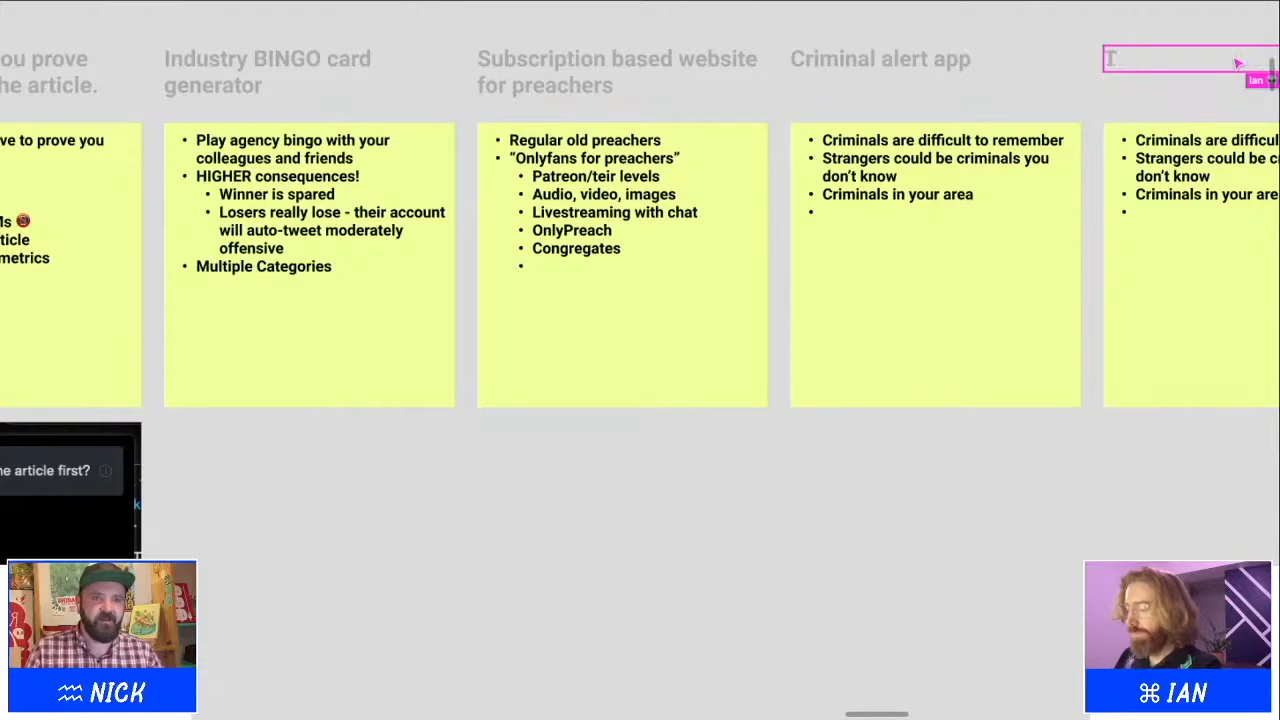 you prove
the article.
Industry BINGO card
generator
Subscription based website
for preachers
Criminal alert app
T
Ian
ve to prove you
Ms
ticle
metrics
• Play agency bingo with your
colleagues and friends
• HIGHER consequences!
• Winner is spared
• Losers really lose - their account
will auto-tweet moderately
offensive
• Multiple Categories
• Regular old preachers
• “Onlyfans for preachers”
• Patreon/teir levels
• Audio, video, images
• Livestreaming with chat
• OnlyPreach
• Congregates
•
• Criminals are difficult to remember
• Strangers could be criminals you
don’t know
• Criminals in your area
•
• Criminals are difficul
• Strangers could be c
don’t know
• Criminals in your are
•
he article first?
NICK
⌘ IAN